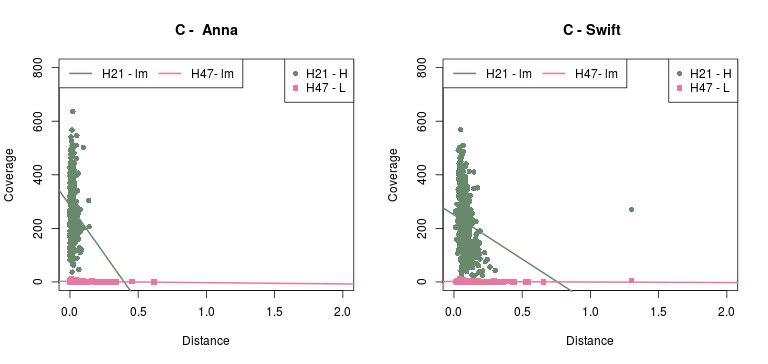 C -  Anna
H21 - lm
H47- lm
H21 - H
H47 - L
Coverage
800
600
400
200
0
0.0 0.5 1.0 1.5 2.0
Distance
C - Swift
H21 - lm
H47- lm
H21 - H
H47 - L
Coverage
800
600
400
200
0
0.0 0.5 1.0 1.5 2.0
Distance